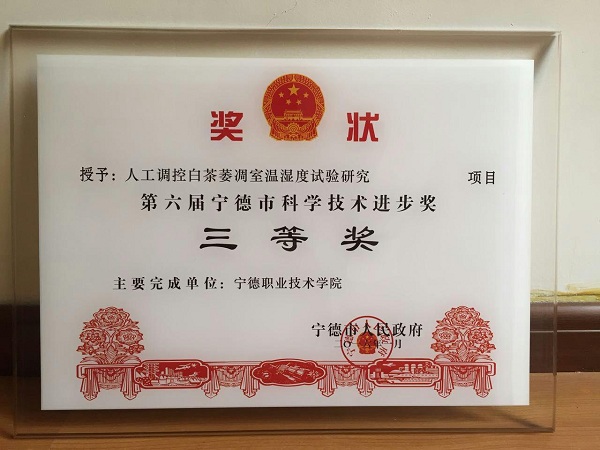 奖 状
授予：人工调控白茶萎凋室温湿度试验研究 项目
第六届宁德市科学技术进步奖
三等奖
主要完成单位：宁德职业技术学院
宁德市人民政府
月